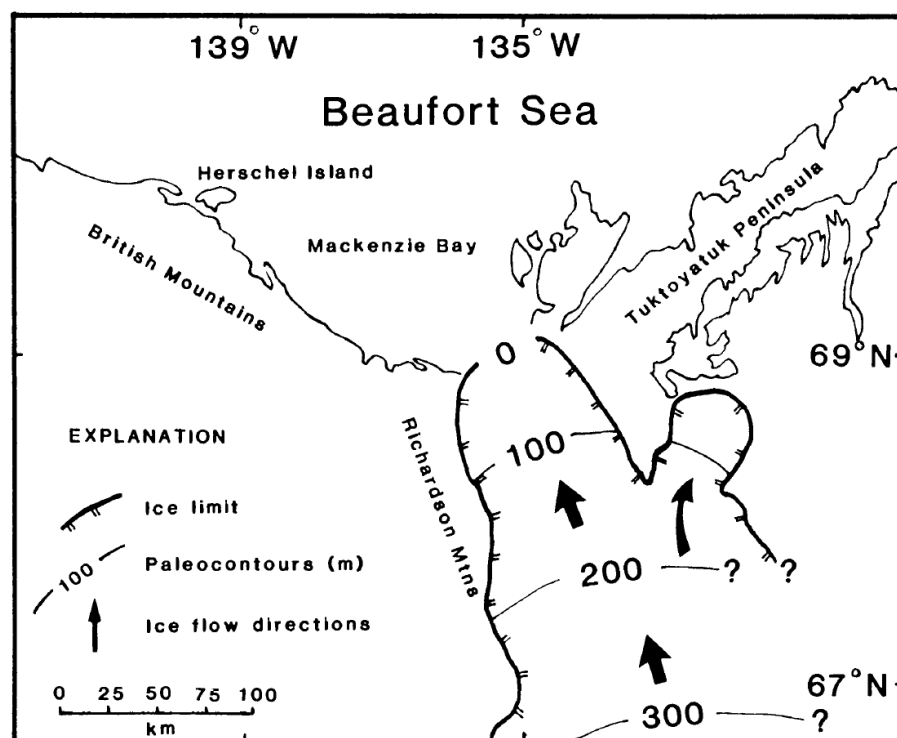 139° W
135° W
Beaufort Sea
Herschel Island
Mackenzie Bay
British Mountains
Tuktoyatuk Peninsula
69° N
0
Richardson Mtns
100
200
?
?
67° N
300
?
EXPLANATION
Ice limit
100
Paleocontours (m)
Ice flow directions
0 25 50 75 100
km